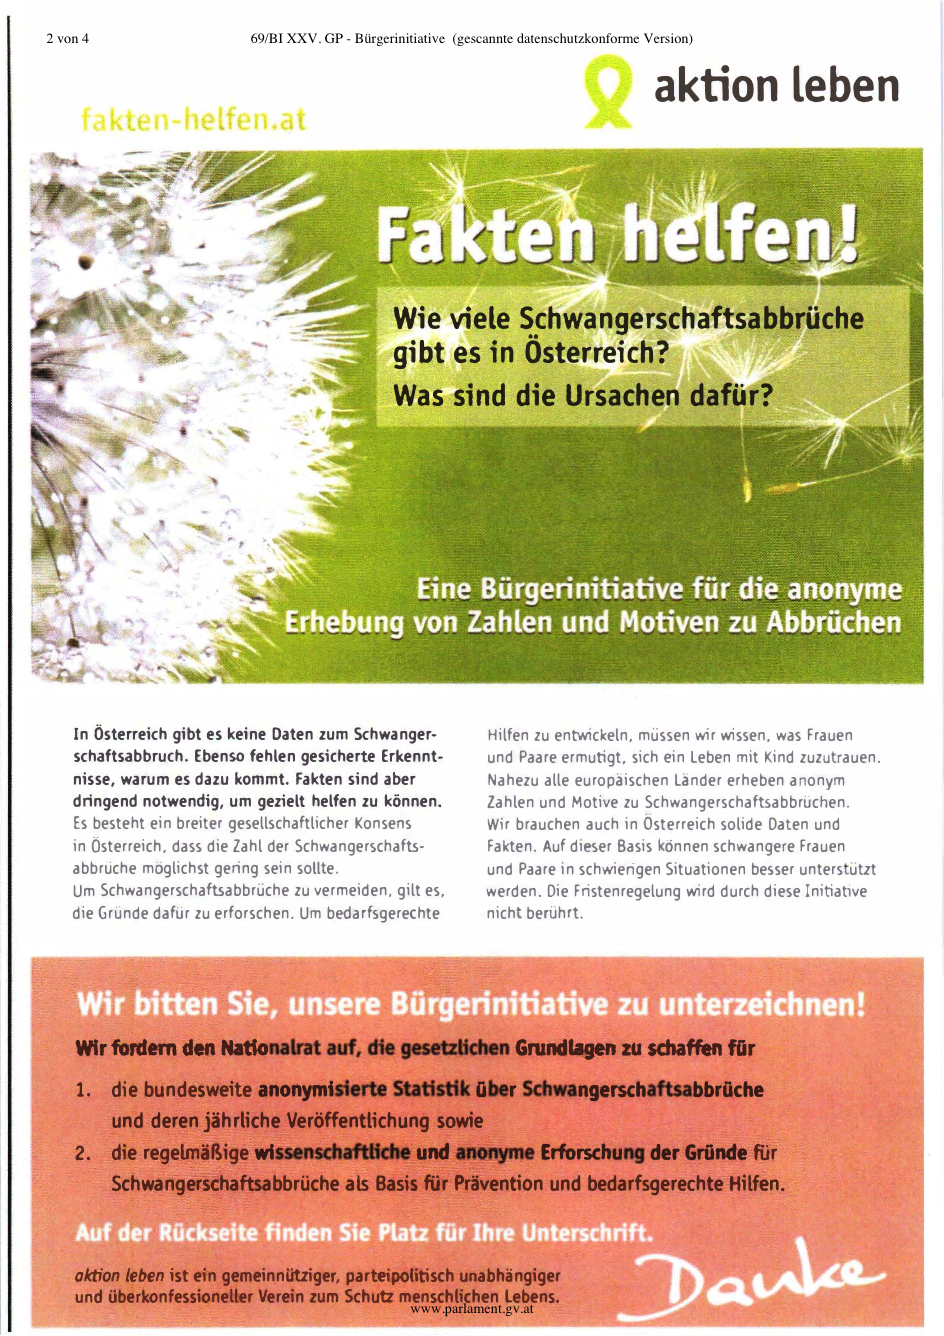 2 von 4
69/BI XXV. GP - Bürgerinitiative (gescannte datenschutzkonforme Version)
aktion leben
fakten-helfen.at
Fakten helfen!
Wie viele Schwangerschaftsabbrüche
gibt es in Österreich?
Was sind die Ursachen dafür?
Eine Bürgerinitiative für die anonyme
Erhebung von Zahlen und Motiven zu Abbrüchen
In Österreich gibt es keine Daten zum Schwanger-
schaftsabbruch. Ebenso fehlen gesicherte Erkennt-
nisse, warum es dazu kommt. Fakten sind aber
dringend notwendig, um gezielt helfen zu können.
Es besteht ein breiter gesellschaftlicher Konsens
in Österreich, dass die Zahl der Schwangerschafts-
abbrüche möglichst gering sein sollte.
Um Schwangerschaftsabbrüche zu vermeiden, gilt es,
die Gründe dafür zu erforschen. Um bedarfsgerechte
Hilfen zu entwickeln, müssen wir wissen, was Frauen
und Paare ermutigt, sich ein Leben mit Kind zuzutrauen.
Nahezu alle europäischen Länder erheben anonym
Zahlen und Motive zu Schwangerschaftsabbrüchen.
Wir brauchen auch in Österreich solide Daten und
Fakten. Auf dieser Basis können schwangere Frauen
und Paare in schwierigen Situationen besser unterstützt
werden. Die Fristenregelung wird durch diese Initiative
nicht berührt.
Wir bitten Sie, unsere Bürgerinitiative zu unterzeichnen!
Wir fordern den Nationalrat auf, die gesetzlichen Grundlagen zu schaffen für
1. die bundesweite anonymisierte Statistik über Schwangerschaftsabbrüche
und deren jährliche Veröffentlichung sowie
2. die regelmäßige wissenschaftliche und anonyme Erforschung der Gründe für
Schwangerschaftsabbrüche als Basis für Prävention und bedarfsgerechte Hilfen.
Auf der Rückseite finden Sie Platz für Ihre Unterschrift.
aktion leben ist ein gemeinnütziger, parteipolitisch unabhängiger
und überkonfessioneller Verein zum Schutz menschlichen Lebens.
Danke
www.parlament.gv.at